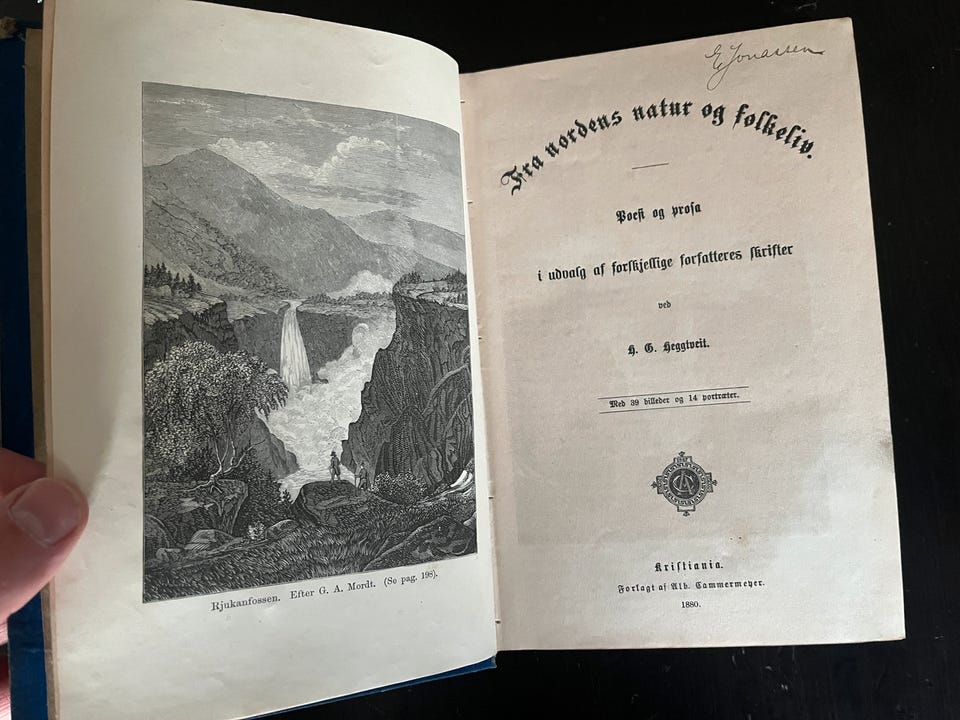 Rjukanfossen. Efter G. A. Mordt. (Se pag. 198).
E Jonassen
Fra nordens natur og folkeliv.
Poesi og prosa
i udvalg af forskjellige forfatteres skrifter
ved
H. G. Heggtveit.
Med 39 billeder og 14 portræter.
Kristiania.
Forlagt af Alb. Cammermeyer.
1880.